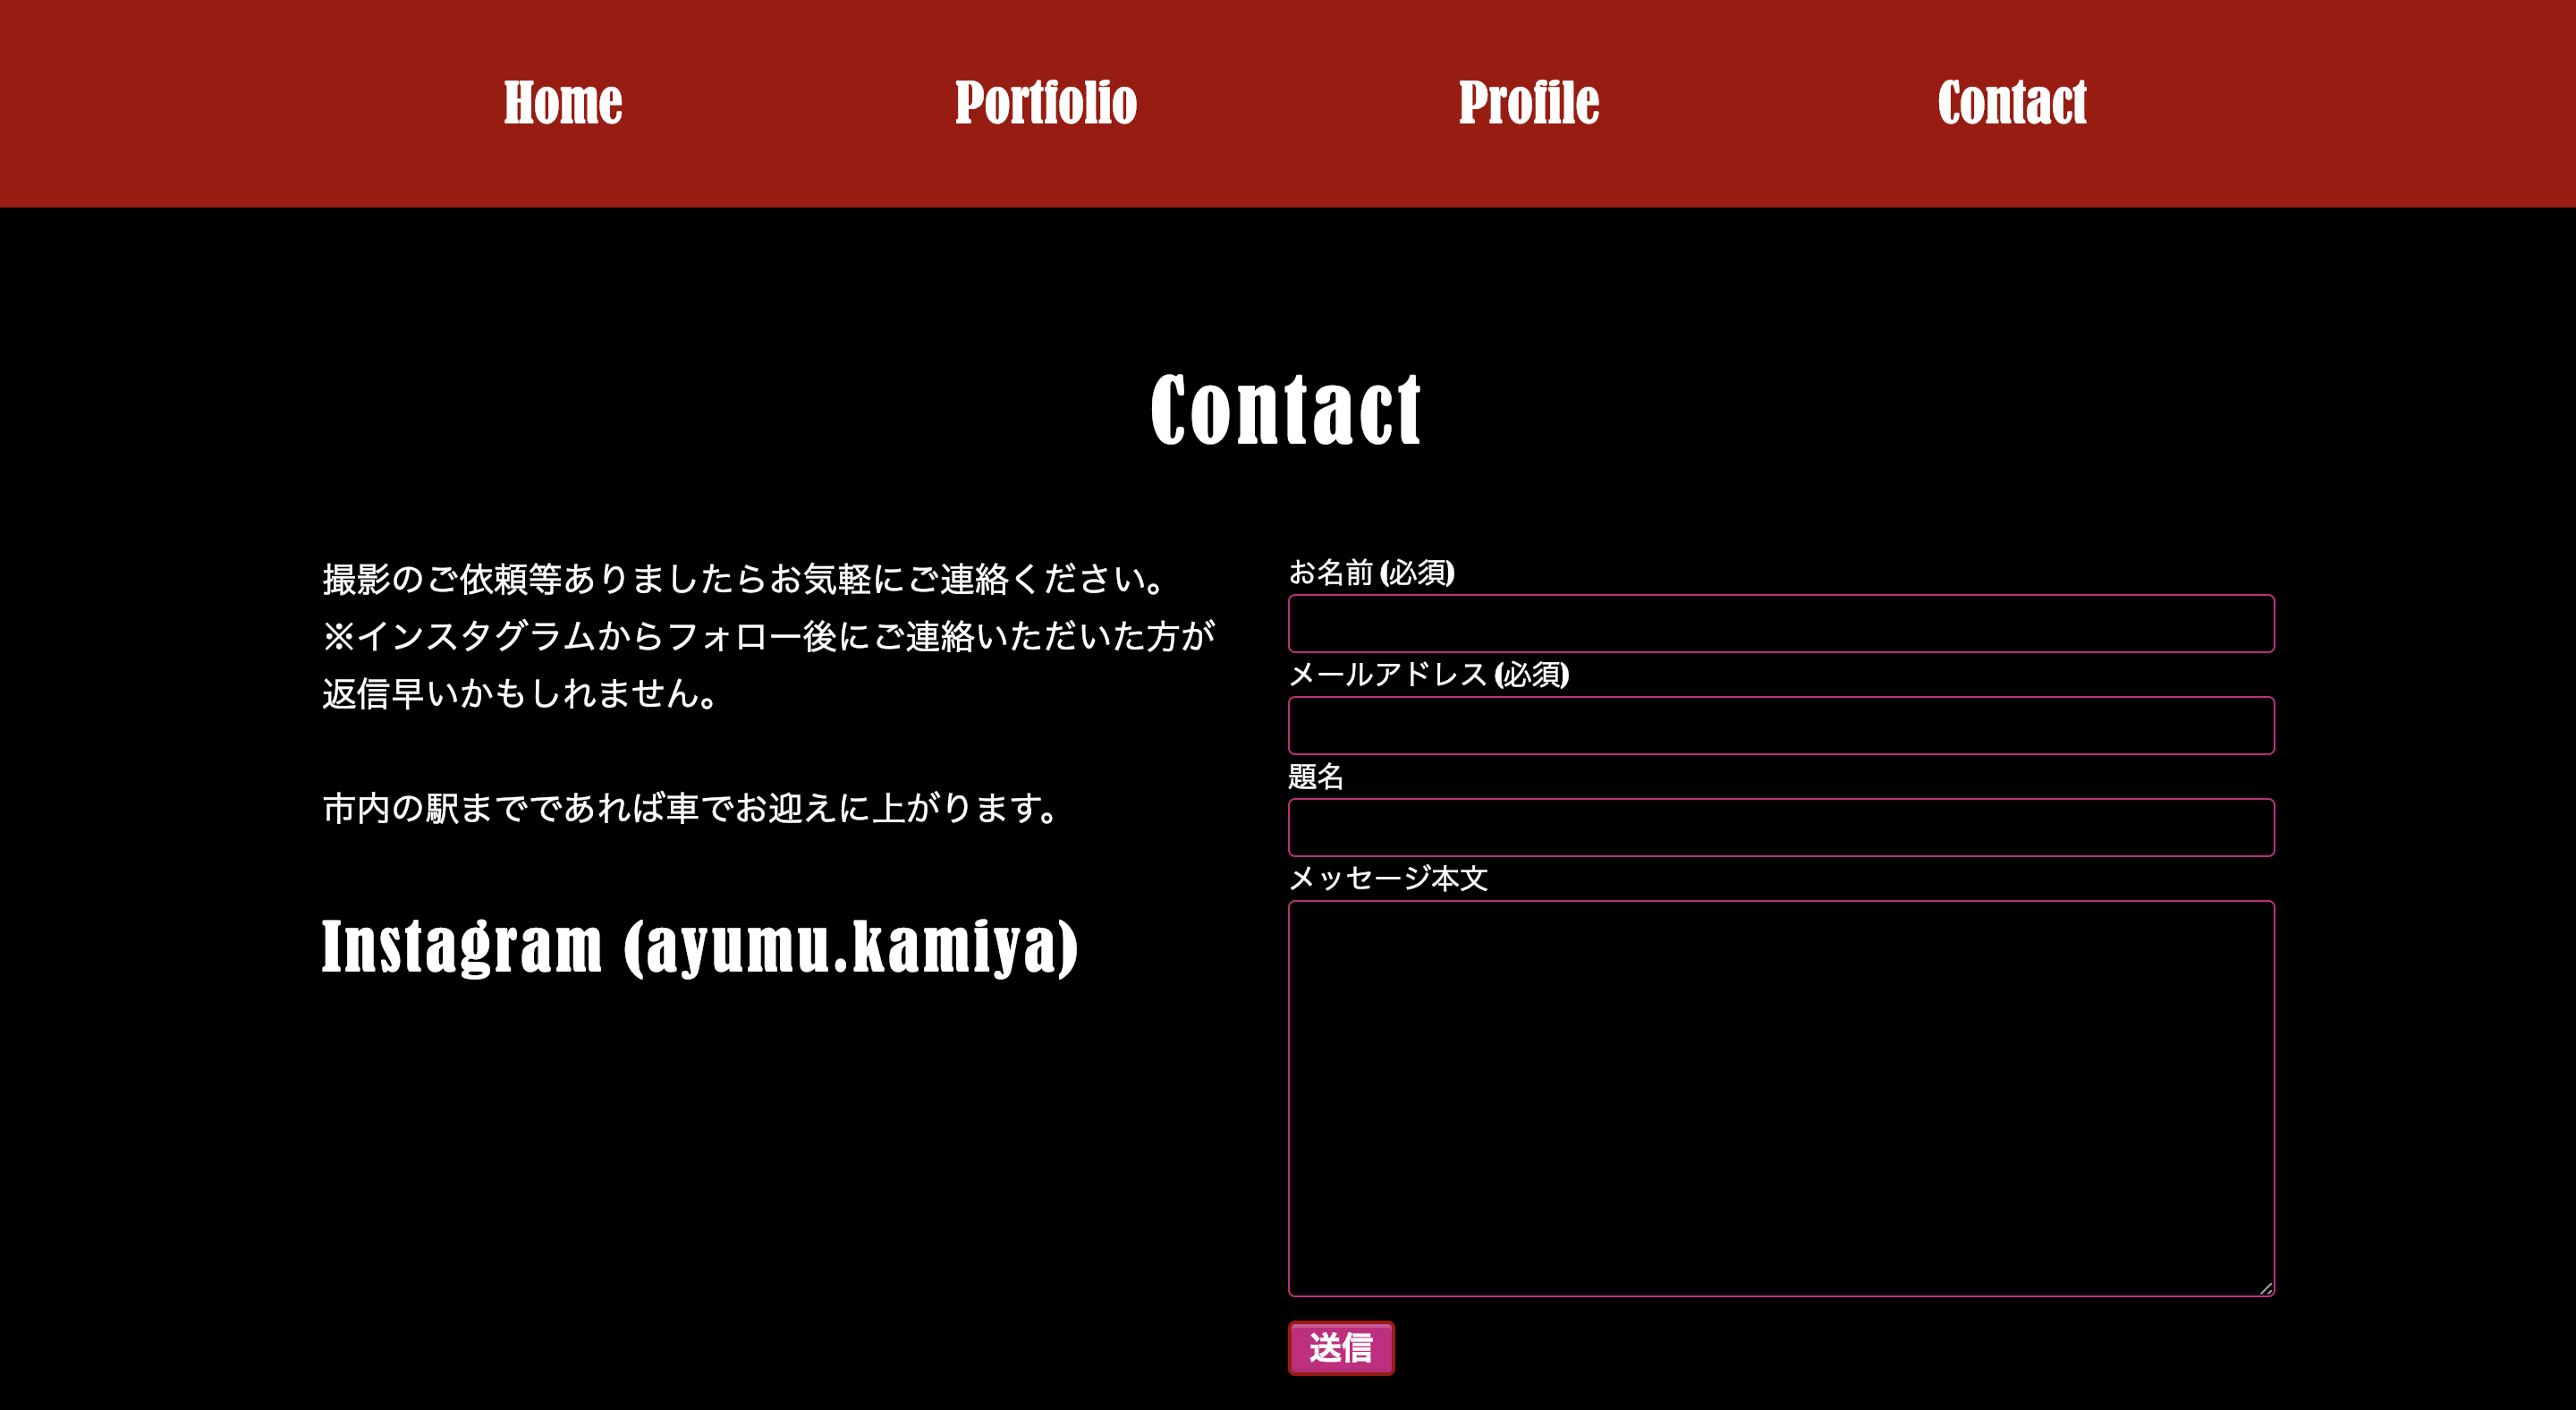 Home
Portfolio
Profile
Contact
Contact
撮影のご依頼等ありましたらお気軽にご連絡ください。
※インスタグラムからフォロー後にご連絡いただいた方が
返信早いかもしれません。
市内の駅までであれば車でお迎えに上がります。
Instagram (ayumu.kamiya)
お名前 (必須)
メールアドレス (必須)
題名
メッセージ本文
送信